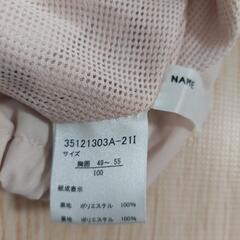 NAME
35121303A-21I
サイズ
胸囲 49～ 55
100
組成表示
表地 ポリエステル 100%
裏地 ポリエステル 100%